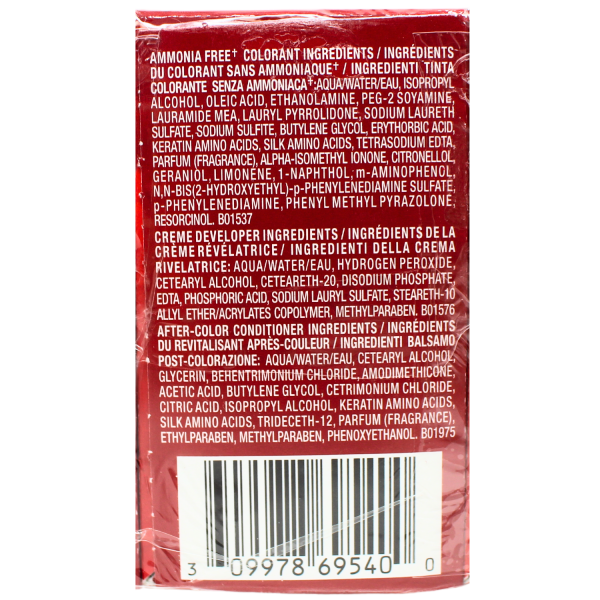 AMMONIA FREE† COLORANT INGREDIENTS / INGRÉDIENTS
DU COLORANT SANS AMMONIAQUE† / INGREDIENTI TINTA
COLORANTE SENZA AMMONIACA†:AQUA/WATER/EAU, ISOPROPYL
ALCOHOL, OLEIC ACID, ETHANOLAMINE, PEG-2 SOYAMINE,
LAURAMIDE MEA, LAURYL PYRROLIDONE, SODIUM LAURETH
SULFATE, SODIUM SULFITE, BUTYLENE GLYCOL, ERYTHORBIC ACID,
KERATIN AMINO ACIDS, SILK AMINO ACIDS, TETRASODIUM EDTA,
PARFUM (FRAGRANCE), ALPHA-ISOMETHYL IONONE, CITRONELLOL,
GERANIOL, LIMONENE, 1-NAPHTHOL, m-AMINOPHENOL,
N,N-BIS(2-HYDROXYETHYL)-p-PHENYLENEDIAMINE SULFATE,
p-PHENYLENEDIAMINE, PHENYL METHYL PYRAZOLONE,
RESORCINOL. B01537
CREME DEVELOPER INGREDIENTS / INGRÉDIENTS DE LA
CRÈME RÉVÉLATRICE / INGREDIENTI DELLA CREMA
RIVELATRICE: AQUA/WATER/EAU, HYDROGEN PEROXIDE,
CETEARYL ALCOHOL, CETEARETH-20, DISODIUM PHOSPHATE,
EDTA, PHOSPHORIC ACID, SODIUM LAURYL SULFATE, STEARETH-10
ALLYL ETHER/ACRYLATES COPOLYMER, METHYLPARABEN. B01576
AFTER-COLOR CONDITIONER INGREDIENTS / INGRÉDIENTS
DU REVITALISANT APRÈS-COULEUR / INGREDIENTI BALSAMO
POST-COLORAZIONE: AQUA/WATER/EAU, CETEARYL ALCOHOL,
GLYCERIN, BEHENTRIMONIUM CHLORIDE, AMODIMETHICONE,
ACETIC ACID, BUTYLENE GLYCOL, CETRIMONIUM CHLORIDE,
CITRIC ACID, ISOPROPYL ALCOHOL, KERATIN AMINO ACIDS,
SILK AMINO ACIDS, TRIDECETH-12, PARFUM (FRAGRANCE),
ETHYLPARABEN, METHYLPARABEN, PHENOXYETHANOL. B01975
3 09978 69540 0